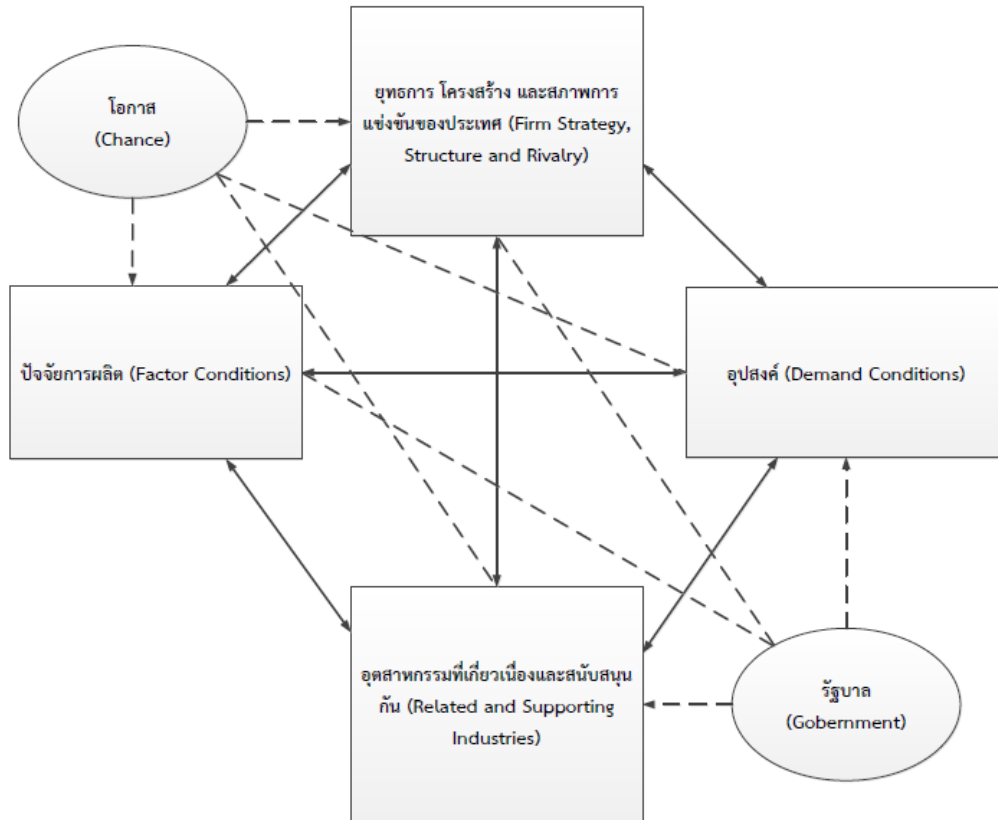 โอกาส
(Chance)
ยุทธการ โครงสร้าง และสภาพการ
แข่งขันของประเทศ (Firm Strategy,
Structure and Rivalry)
ปัจจัยการผลิต (Factor Conditions)
อุปสงค์ (Demand Conditions)
อุตสาหกรรมที่เกี่ยวเนื่องและสนับสนุน
กัน (Related and Supporting
Industries)
รัฐบาล
(Gobernment)